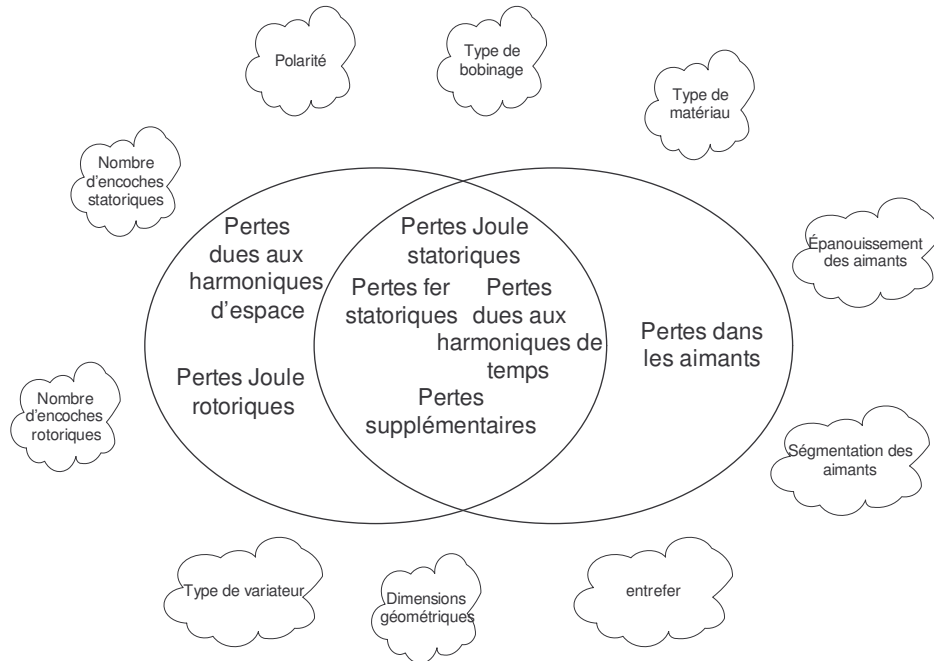 Polarité
Type de
bobinage
Type de
matériau
Nombre
d'encoches
statoriques
Épanouissement
des aimants
Pertes
dues aux
harmoniques
d'espace
Pertes Joule
rotoriques
Pertes Joule
statoriques
Pertes fer
statoriques
Pertes
dues aux
harmoniques de
temps
Pertes
supplémentaires
Pertes dans
les aimants
Nombre
d'encoches
rotoriques
Ségmentation des
aimants
Type de variateur
Dimensions
géométriques
entrefer